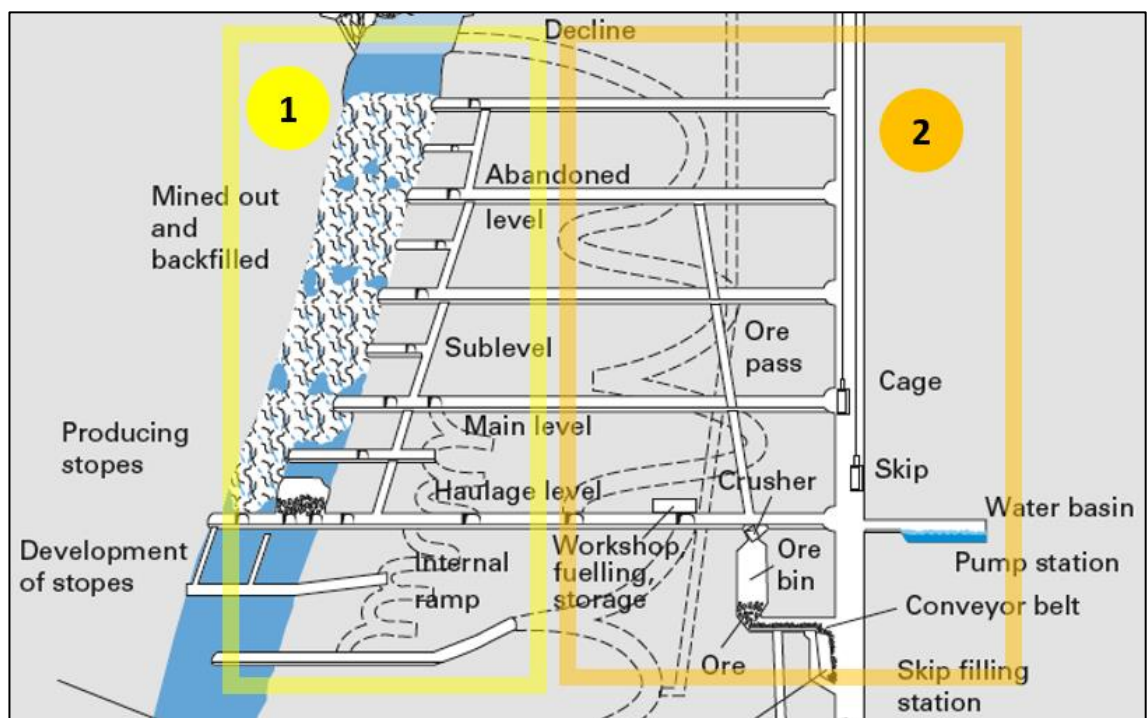 Decline
1
2
Mined out
and
backfilled
Abandoned
level
Sublevel
Ore
pass
Cage
Main level
Producing
stopes
Skip
Crusher
Haulage level
Water basin
Development
of stopes
Internal
ramp
Workshop,
fuelling,
storage
Ore
bin
Pump station
Conveyor belt
Ore
Skip filling
station